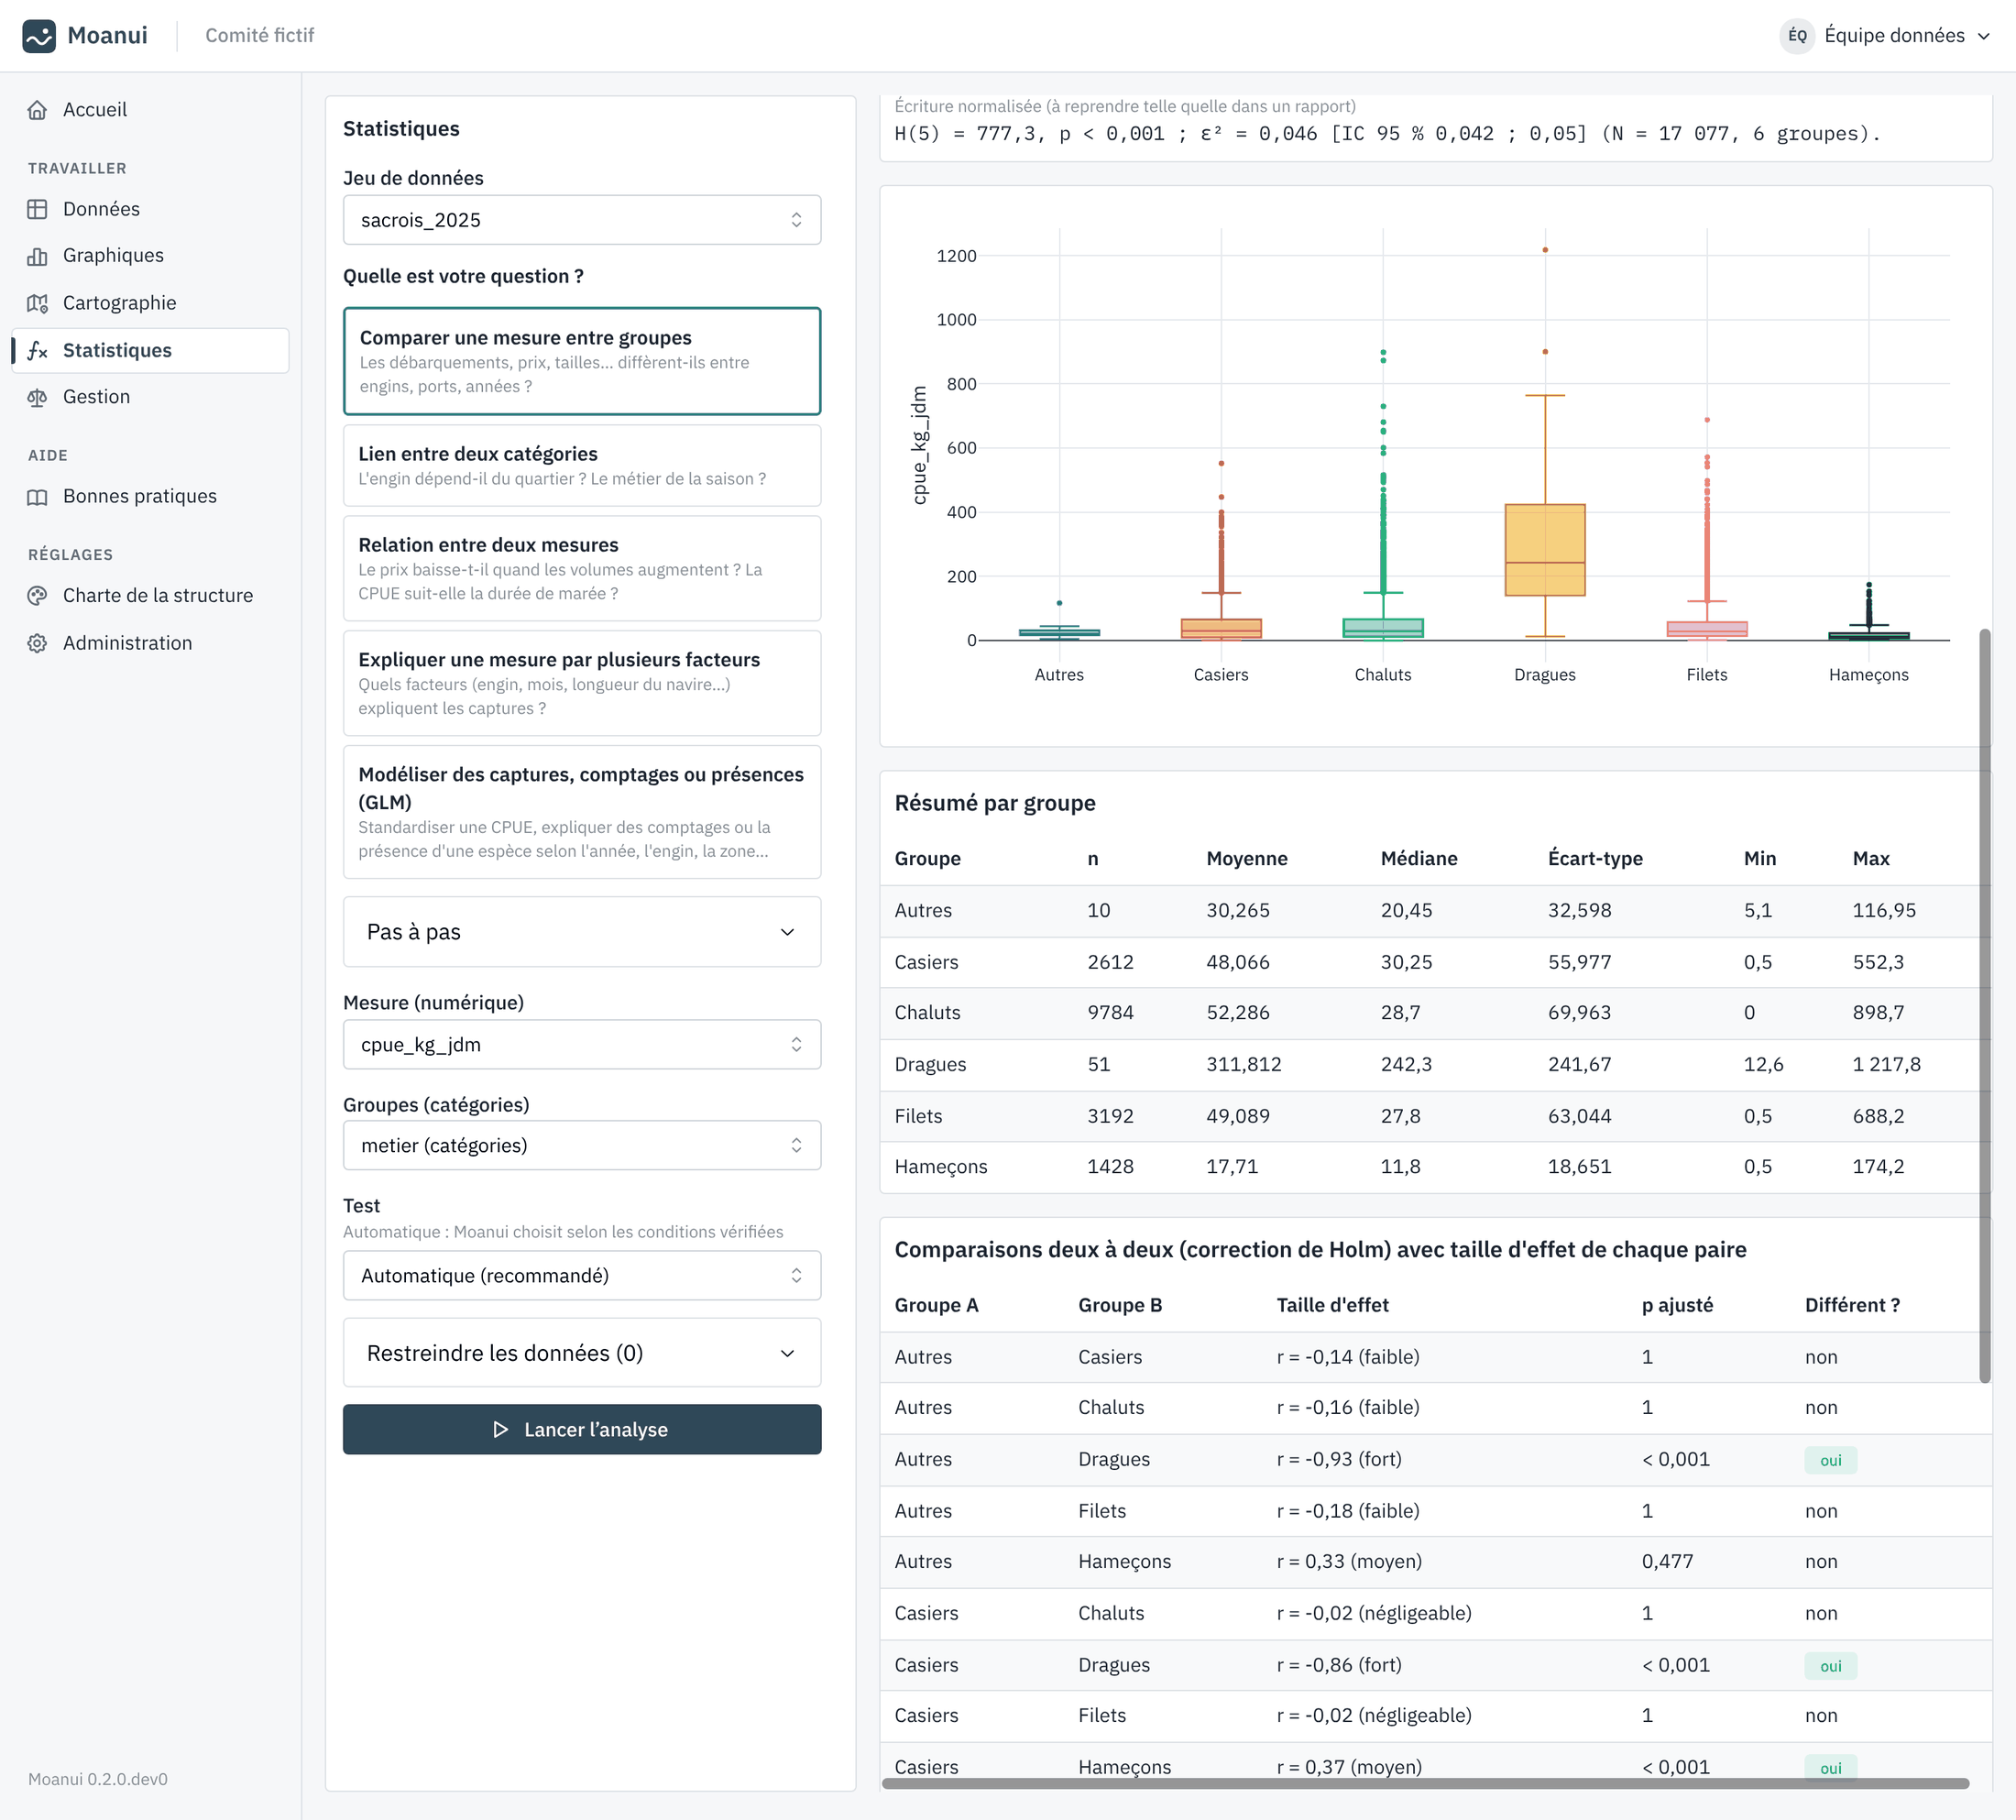 Moanui
Comité fictif
ÉQ Équipe données
Accueil
TRAVAILLER
Données
Graphiques
Cartographie
Statistiques
Gestion
AIDE
Bonnes pratiques
RÉGLAGES
Charte de la structure
Administration
Moanui 0.2.0.dev0
Statistiques
Jeu de données
sacrois_2025
Quelle est votre question ?
Comparer une mesure entre groupes
Les débarquements, prix, tailles... diffèrent-ils entre
engins, ports, années ?
Lien entre deux catégories
L'engin dépend-il du quartier ? Le métier de la saison ?
Relation entre deux mesures
Le prix baisse-t-il quand les volumes augmentent ? La
CPUE suit-elle la durée de marée ?
Expliquer une mesure par plusieurs facteurs
Quels facteurs (engin, mois, longueur du navire...)
expliquent les captures ?
Modéliser des captures, comptages ou présences
(GLM)
Standardiser une CPUE, expliquer des comptages ou la
présence d'une espèce selon l'année, l'engin, la zone...
Pas à pas
Mesure (numérique)
cpue_kg_jdm
Groupes (catégories)
metier (catégories)
Test
Automatique : Moanui choisit selon les conditions vérifiées
Automatique (recommandé)
Restreindre les données (0)
Lancer l’analyse
Écriture normalisée (à reprendre telle quelle dans un rapport)
H(5) = 777,3, p < 0,001 ; ε² = 0,046 [IC 95 % 0,042 ; 0,05] (N = 17 077, 6 groupes).
cpue_kg_jdm
1200
1000
800
600
400
200
0
Autres Casiers Chaluts Dragues Filets Hameçons
Résumé par groupe
Groupe n Moyenne Médiane Écart-type Min Max
Autres 10 30,265 20,45 32,598 5,1 116,95
Casiers 2612 48,066 30,25 55,977 0,5 552,3
Chaluts 9784 52,286 28,7 69,963 0 898,7
Dragues 51 311,812 242,3 241,67 12,6 1 217,8
Filets 3192 49,089 27,8 63,044 0,5 688,2
Hameçons 1428 17,71 11,8 18,651 0,5 174,2
Comparaisons deux à deux (correction de Holm) avec taille d'effet de chaque paire
Groupe A Groupe B Taille d'effet p ajusté Différent ?
Autres Casiers r = -0,14 (faible) 1 non
Autres Chaluts r = -0,16 (faible) 1 non
Autres Dragues r = -0,93 (fort) < 0,001 oui
Autres Filets r = -0,18 (faible) 1 non
Autres Hameçons r = 0,33 (moyen) 0,477 non
Casiers Chaluts r = -0,02 (négligeable) 1 non
Casiers Dragues r = -0,86 (fort) < 0,001 oui
Casiers Filets r = -0,02 (négligeable) 1 non
Casiers Hameçons r = 0,37 (moyen) < 0,001 oui